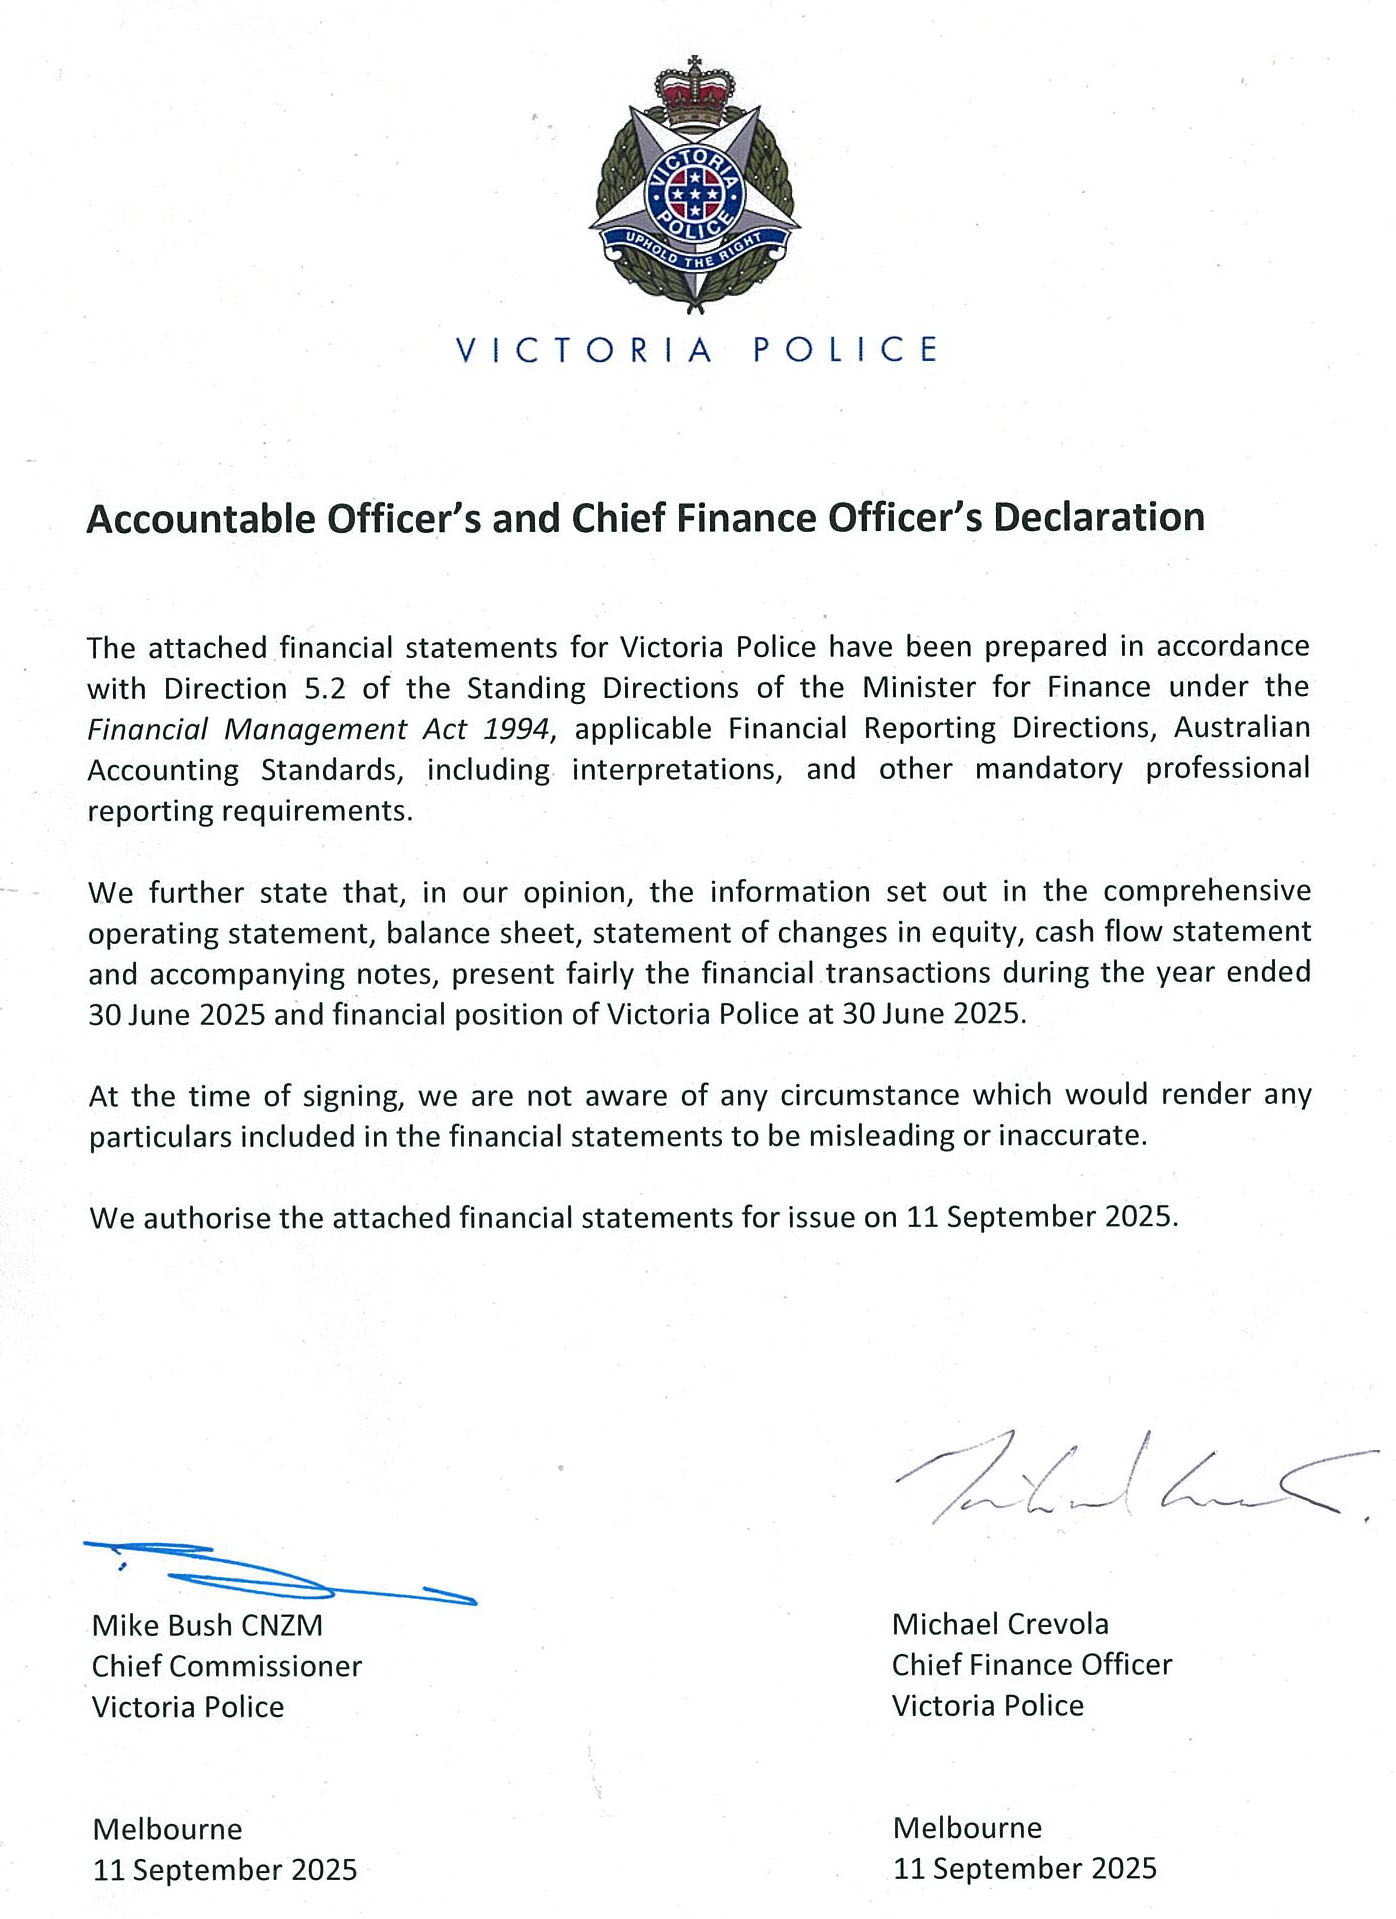 VICTORIA
POLICE
UPHOLD THE RIGHT
VICTORIA POLICE
Accountable Officer’s and Chief Finance Officer’s Declaration
The attached financial statements for Victoria Police have been prepared in accordance
with Direction 5.2 of the Standing Directions of the Minister for Finance under the
Financial Management Act 1994, applicable Financial Reporting Directions, Australian
Accounting Standards, including interpretations, and other mandatory professional
reporting requirements.
We further state that, in our opinion, the information set out in the comprehensive
operating statement, balance sheet, statement of changes in equity, cash flow statement
and accompanying notes, present fairly the financial transactions during the year ended
30 June 2025 and financial position of Victoria Police at 30 June 2025.
At the time of signing, we are not aware of any circumstance which would render any
particulars included in the financial statements to be misleading or inaccurate.
We authorise the attached financial statements for issue on 11 September 2025.
Mike Bush CNZM
Chief Commissioner
Victoria Police
Melbourne
11 September 2025
Michael Crevola
Chief Finance Officer
Victoria Police
Melbourne
11 September 2025